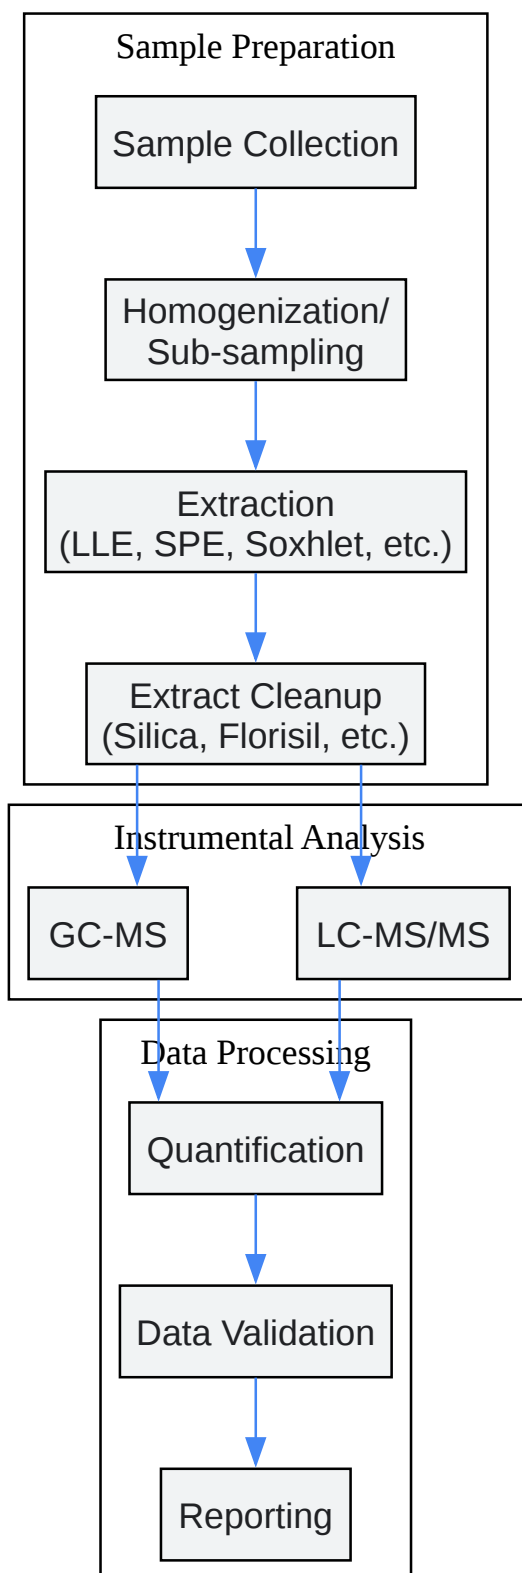 Sample Preparation
Sample Collection
Homogenization/
Sub-sampling
Extraction
(LLE, SPE, Soxhlet, etc.)
Extract Cleanup
(Silica, Florisil, etc.)
Instrumental Analysis
GC-MS
LC-MS/MS
Data Processing
Quantification
Data Validation
Reporting